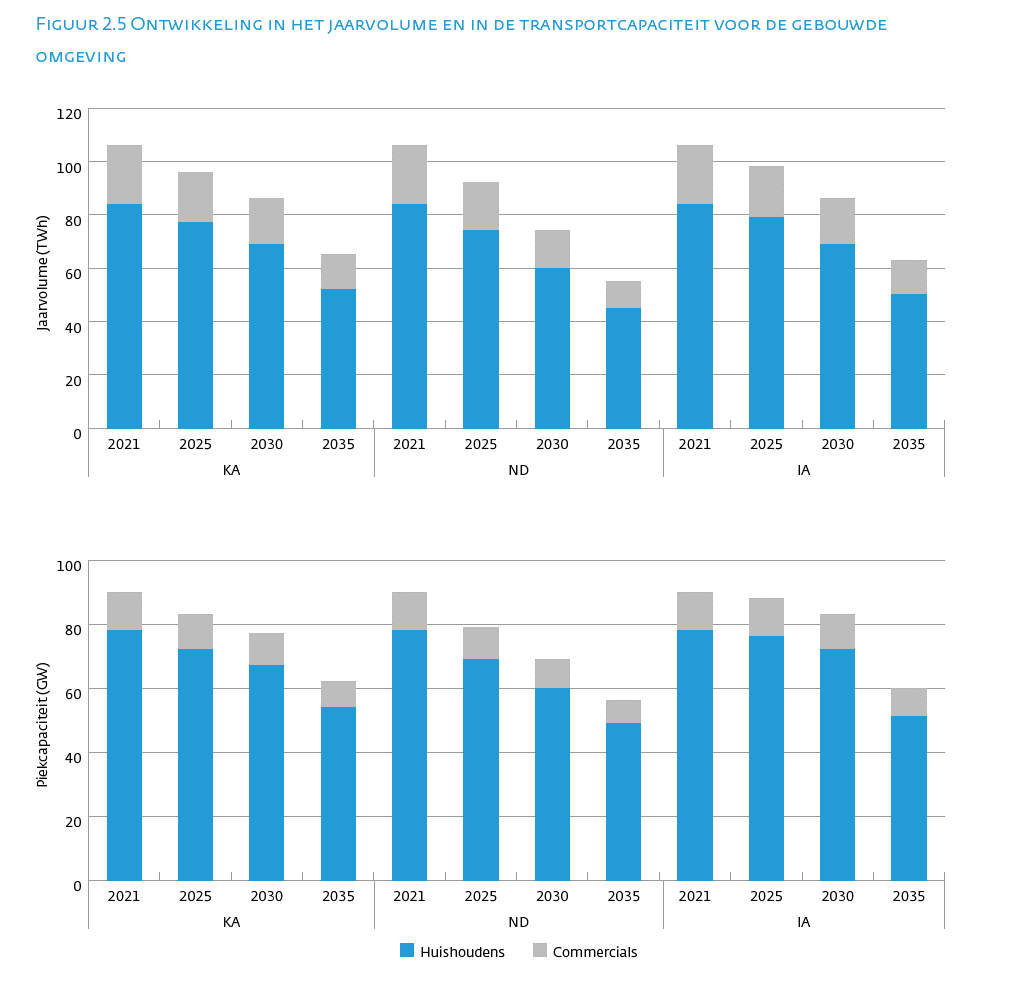 Figuur 2.5 Ontwikkeling in het jaarvolume en in de transportcapaciteit voor de gebouwde
omgeving
120
100
80
60
40
20
0
Jaarvolume (TWh)
2021 2025 2030 2035 2021 2025 2030 2035 2021 2025 2030 2035
KA ND IA
100
80
60
40
20
0
Piekcapaciteit (GW)
2021 2025 2030 2035 2021 2025 2030 2035 2021 2025 2030 2035
KA ND IA
Huishoudens Commercials